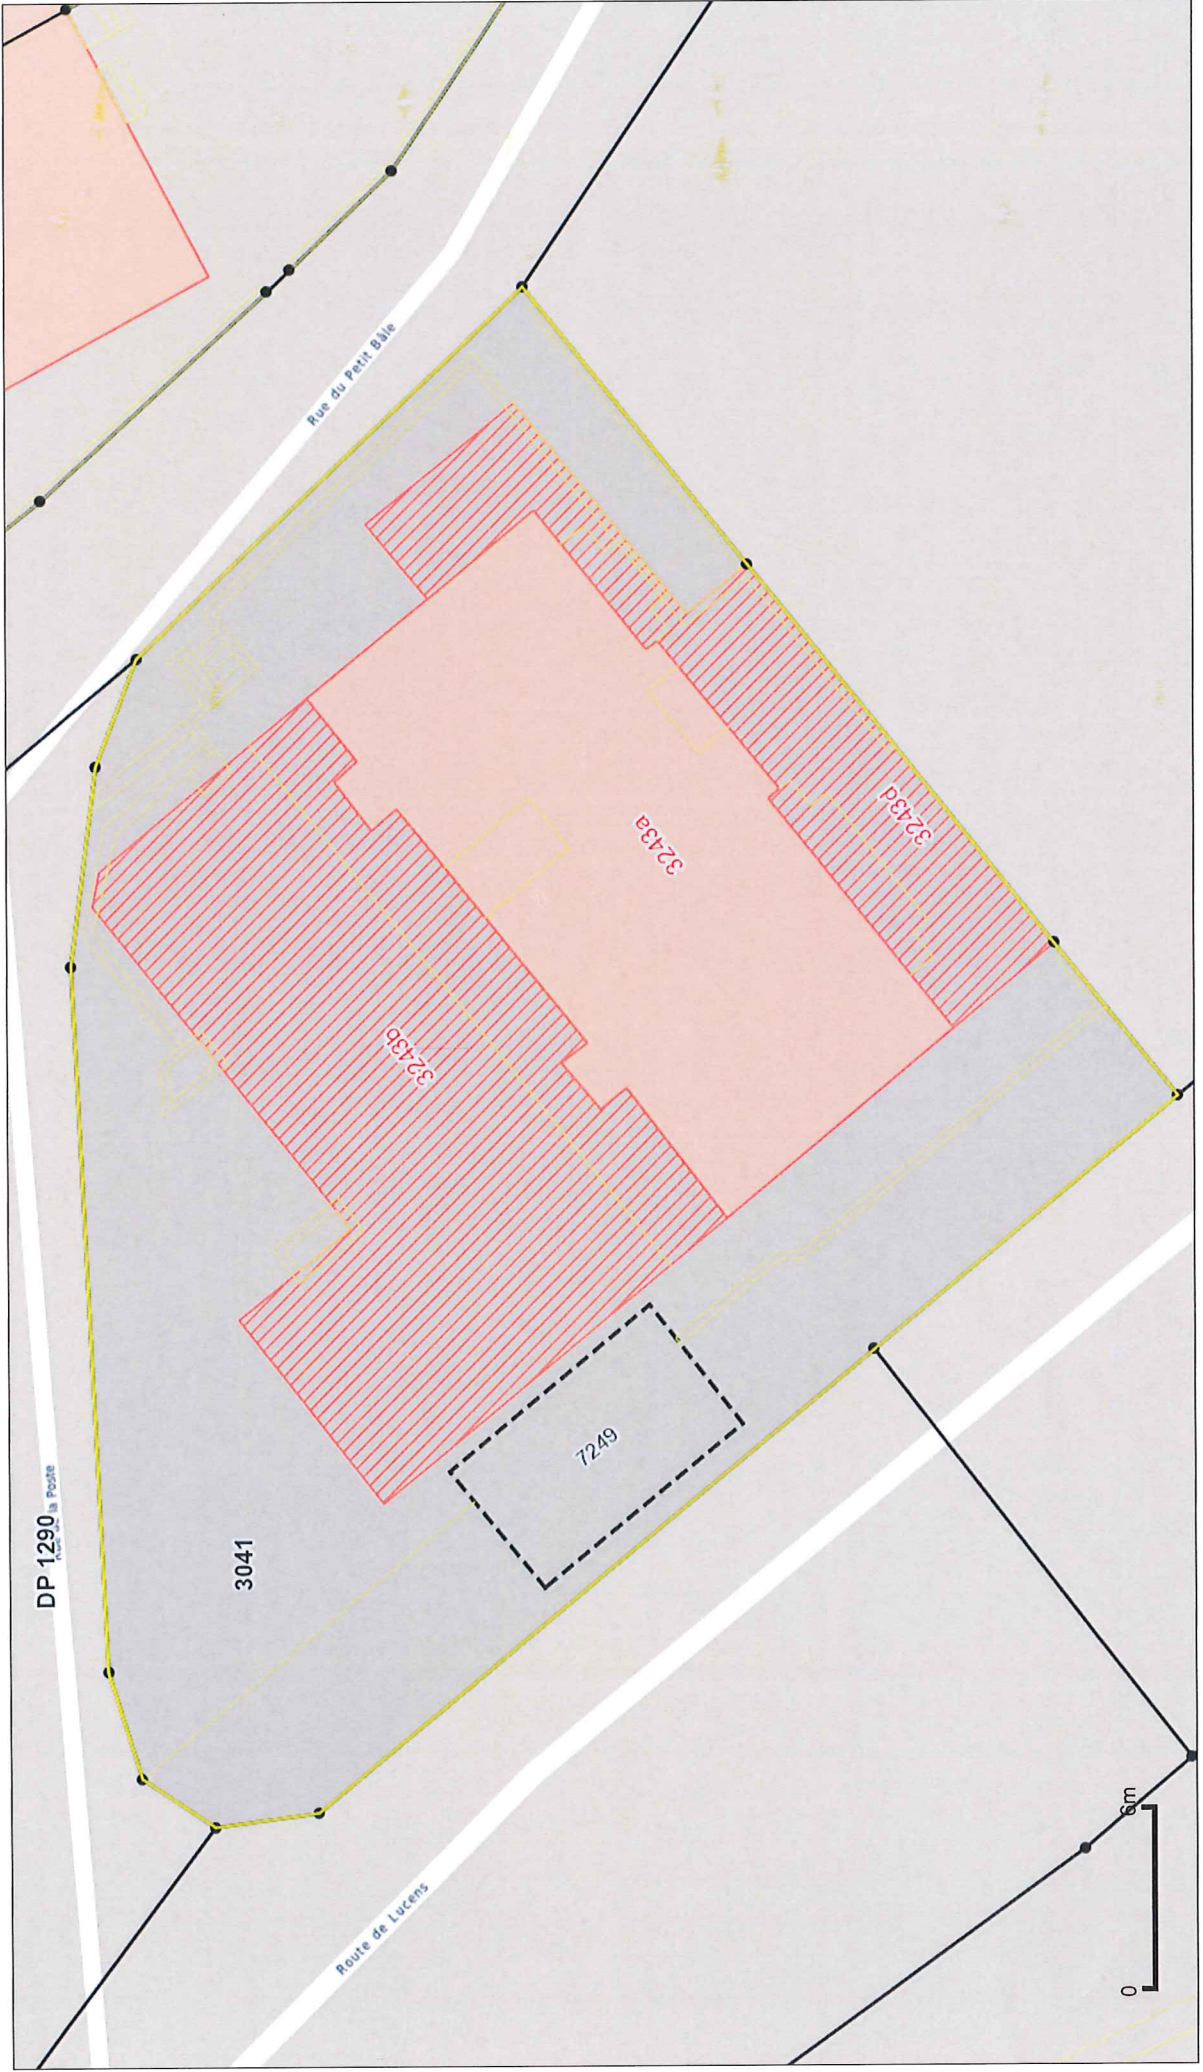 DP 1290
la Poste
Rue du Petit Bâle
3041
3243b
3243a
3243d
7249
Route de Lucens
0
6m